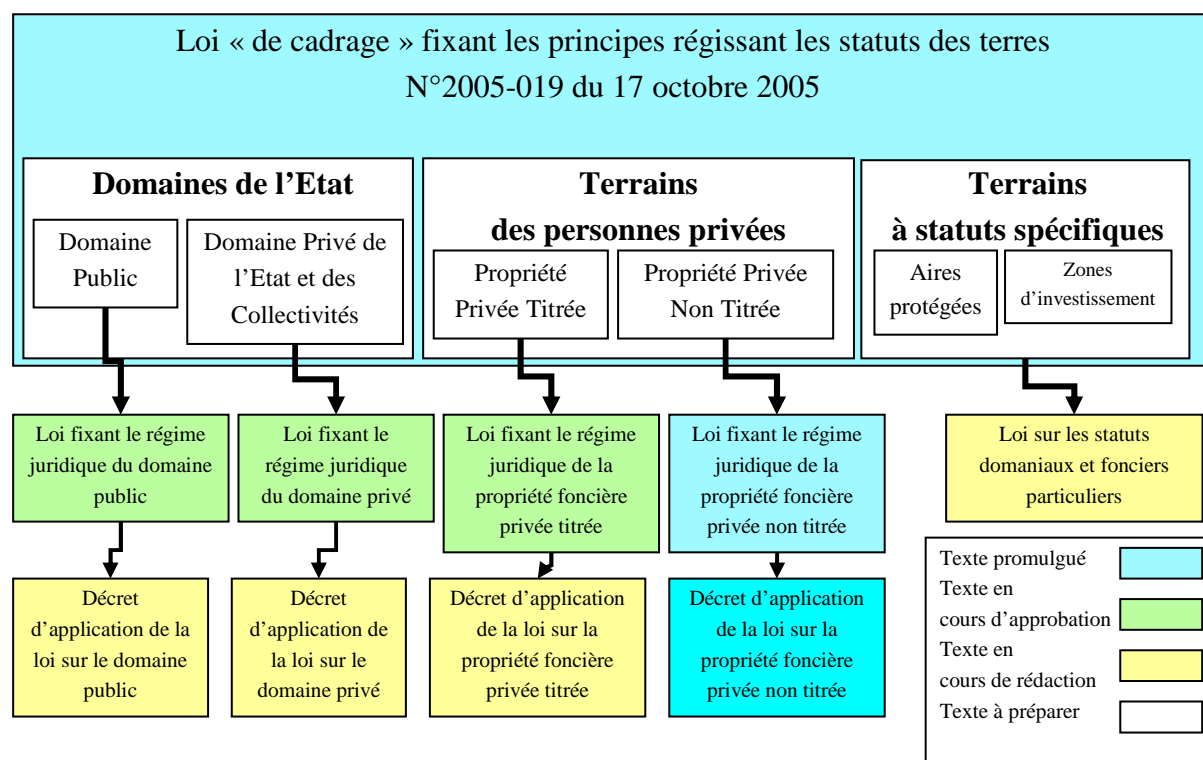 Loi « de cadrage » fixant les principes régissant les statuts des terres
N°2005-019 du 17 octobre 2005
Domaines de l'Etat
Domaine
Public
Domaine Privé de
l'Etat et des
Collectivités
Terrains
des personnes privées
Propriété
Privée Titrée
Propriété Privée
Non Titrée
Terrains
à statuts spécifiques
Aires
protégées
Zones
d'investissement
Loi fixant le régime
juridique du domaine
public
Loi fixant le
régime juridique
du domaine privé
Loi fixant le régime
juridique de la
propriété foncière
privée titrée
Loi fixant le régime
juridique de la
propriété foncière
privée non titrée
Loi sur les statuts
domaniaux et fonciers
particuliers
Décret
d'application de la
loi sur le domaine
public
Décret
d'application de
la loi sur le
domaine privé
Décret d'application
de la loi sur la
propriété foncière
privée titrée
Décret d'application
de la loi sur la
propriété foncière
privée non titrée
Texte promulgué
Texte en
cours d'approbation
Texte en
cours de rédaction
Texte à préparer